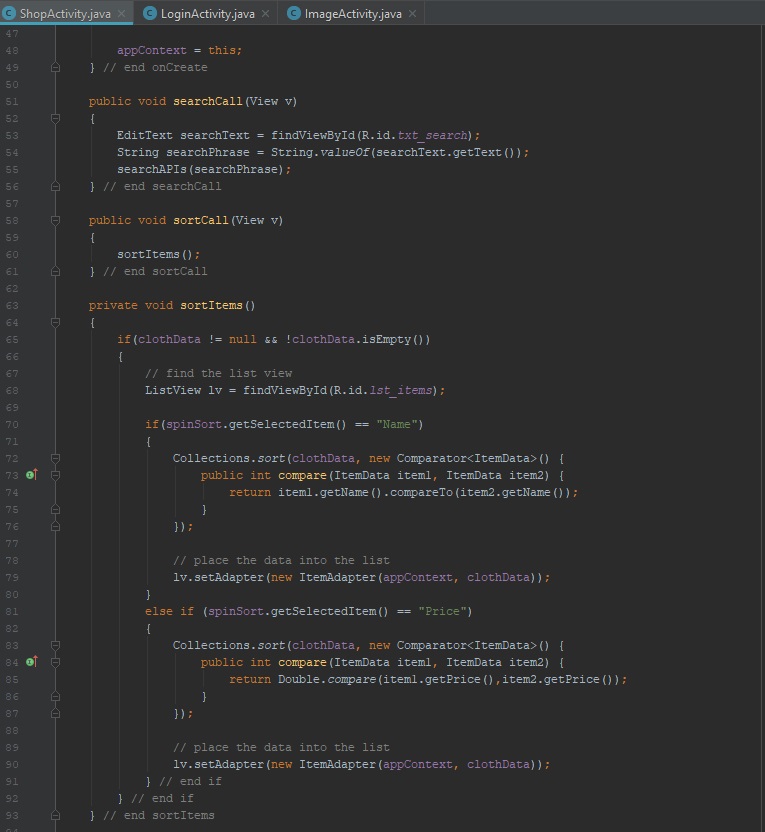 ShopActivity.java × LoginActivity.java × ImageActivity.java ×
47
48 appContext = this;
49 } // end onCreate
50
51 public void searchCall(View v)
52 {
53 EditText searchText = findViewById(R.id.txt_search);
54 String searchPhrase = String.valueOf(searchText.getText());
55 searchAPIs(searchPhrase);
56 } // end searchCall
57
58 public void sortCall(View v)
59 {
60 sortItems();
61 } // end sortCall
62
63 private void sortItems()
64 {
65 if(clothData != null && !clothData.isEmpty())
66 {
67 // find the list view
68 ListView lv = findViewById(R.id.lst_items);
69
70 if(spinSort.getSelectedItem() == "Name")
71 {
72 Collections.sort(clothData, new Comparator<ItemData>() {
73 public int compare(ItemData item1, ItemData item2) {
74 return item1.getName().compareTo(item2.getName());
75 }
76 });
77
78 // place the data into the list
79 lv.setAdapter(new ItemAdapter(appContext, clothData));
80 }
81 else if (spinSort.getSelectedItem() == "Price")
82 {
83 Collections.sort(clothData, new Comparator<ItemData>() {
84 public int compare(ItemData item1, ItemData item2) {
85 return Double.compare(item1.getPrice(),item2.getPrice());
86 }
87 });
88
89 // place the data into the list
90 lv.setAdapter(new ItemAdapter(appContext, clothData));
91 } // end if
92 } // end if
93 } // end sortItems